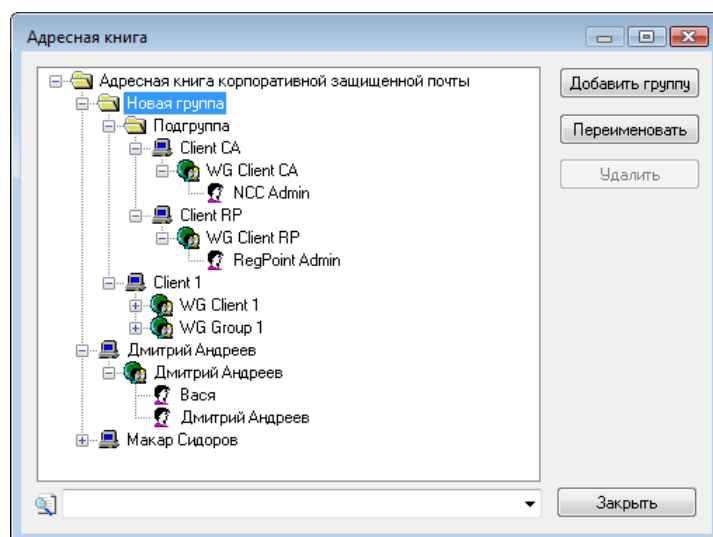 Адресная книга
Адресная книга корпоративной защищенной почты
Добавить группу
Новая группа
Подгруппа
Переименовать
Client CA
WG Client CA
Удалить
NCC Admin
Client RP
WG Client RP
RegPoint Admin
Client 1
WG Client 1
WG Group 1
Дмитрий Андреев
Дмитрий Андреев
Вася
Дмитрий Андреев
Макар Сидоров
Закрыть